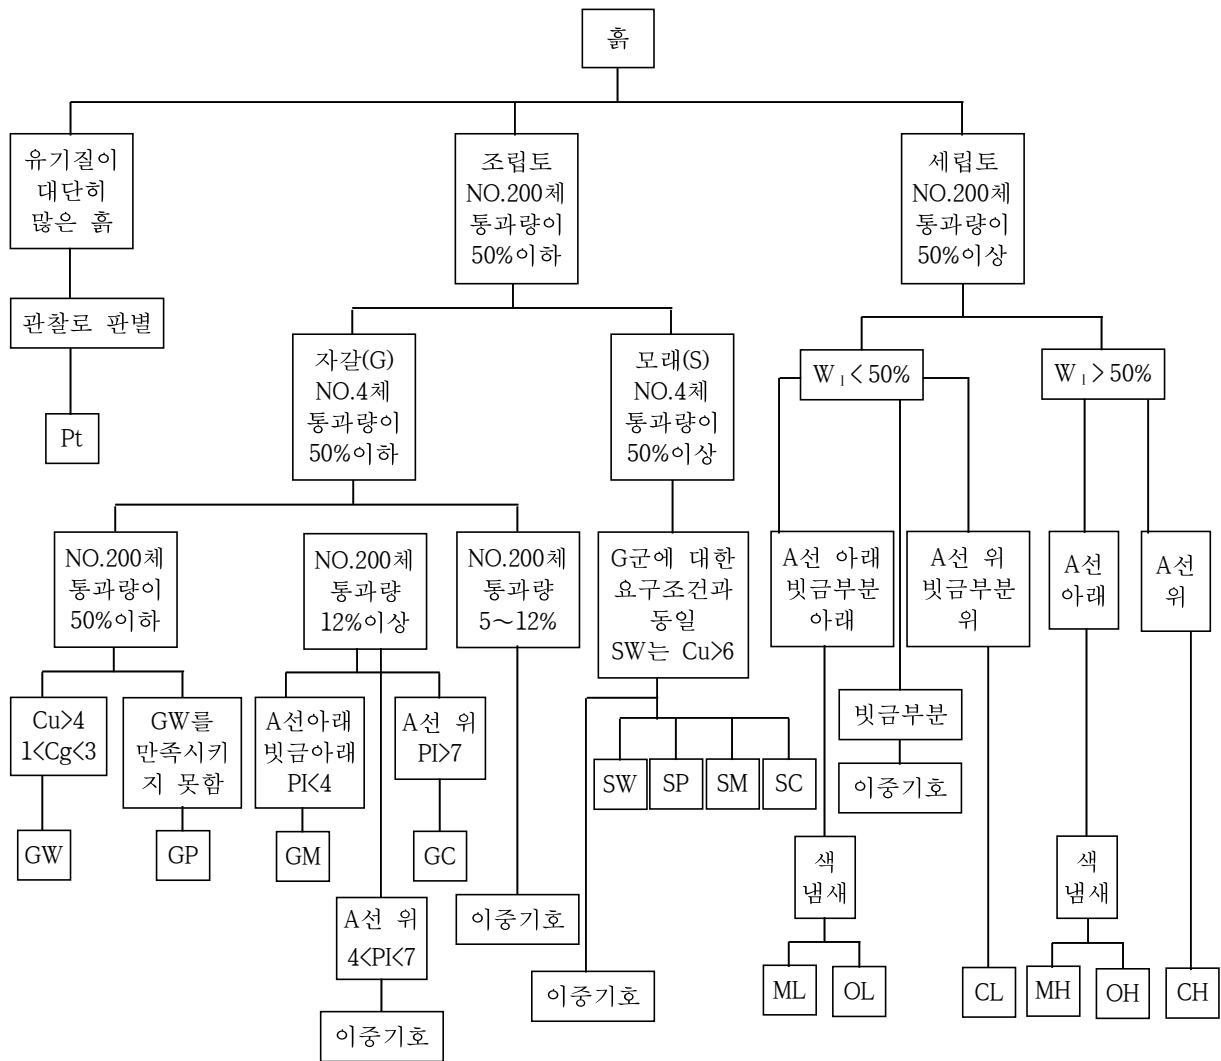 흙
유기질이
대단히
많은 흙
조립토
NO.200체
통과량이
50%이하
세립토
NO.200체
통과량이
50%이상
관찰로 판별
Pt
자갈(G)
NO.4체
통과량이
50%이하
모래(S)
NO.4체
통과량이
50%이상
W l < 50%
W l > 50%
NO.200체
통과량이
50%이하
NO.200체
통과량
12%이상
NO.200체
통과량
5~12%
G군에 대한
요구조건과
동일
SW는 Cu>6
A선 아래
빗금부분
아래
A선 위
빗금부분
위
A선
아래
A선
위
Cu>4
1<Cg<3
GW를
만족시키
지 못함
A선아래
빗금아래
PI<4
A선 위
PI>7
빗금부분
이중기호
SW
SP
SM
SC
GW
GP
GM
GC
색
냄새
색
냄새
A선 위
4<PI<7
이중기호
이중기호
이중기호
ML
OL
CL
MH
OH
CH